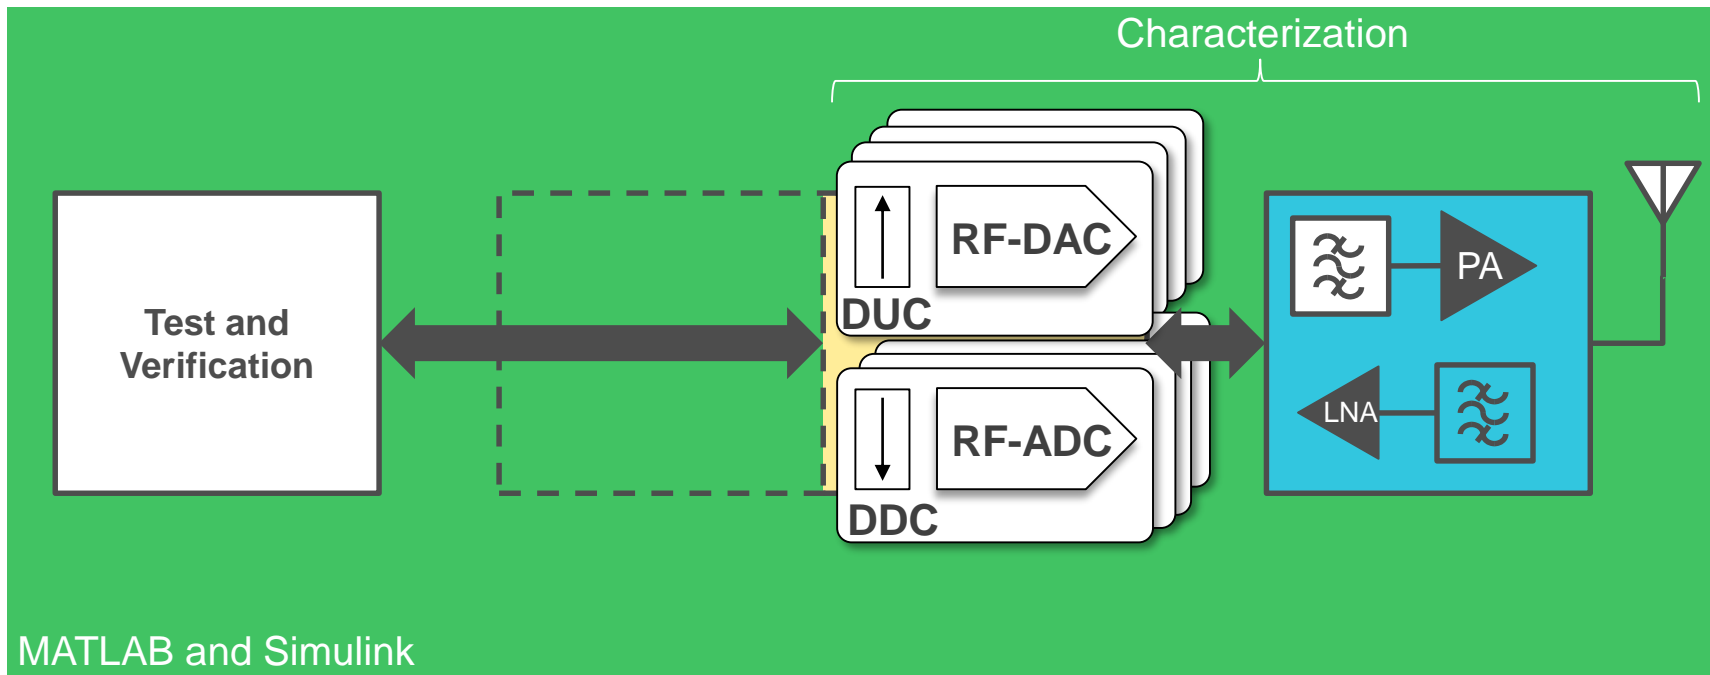 Characterization
Test and
Verification
RF-DAC
DUC
RF-ADC
DDC
PA
LNA
MATLAB and Simulink